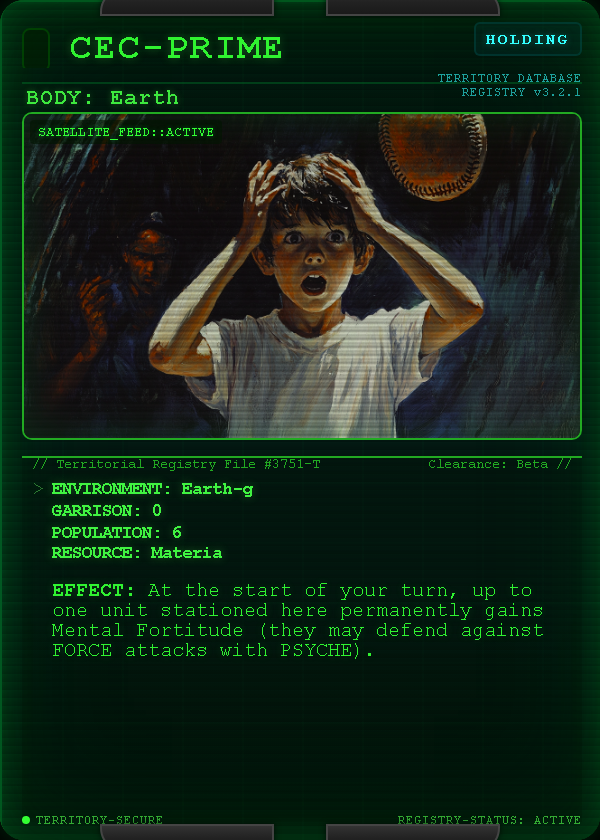 CEC-PRIME
HOLDING
TERRITORY DATABASE
REGISTRY v3.2.1
BODY: Earth
SATELLITE_FEED::ACTIVE
// Territorial Registry File #3751-T
Clearance: Beta //
> ENVIRONMENT: Earth-g
GARRISON: 0
POPULATION: 6
RESOURCE: Materia
EFFECT: At the start of your turn, up to
one unit stationed here permanently gains
Mental Fortitude (they may defend against
FORCE attacks with PSYCHE).
TERRITORY-SECURE
REGISTRY-STATUS: ACTIVE